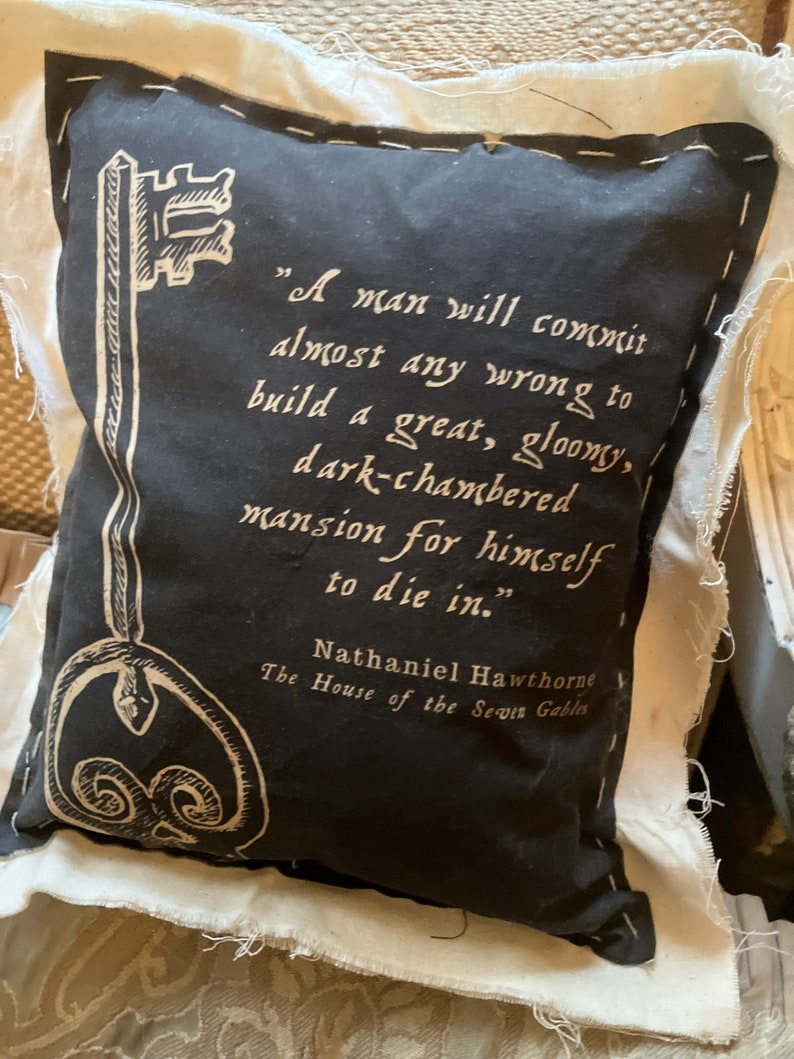 "A man will commit
almost any wrong to
build a great, gloomy,
dark-chambered
mansion for himself
to die in."
Nathaniel Hawthorne
The House of the Seven Gables